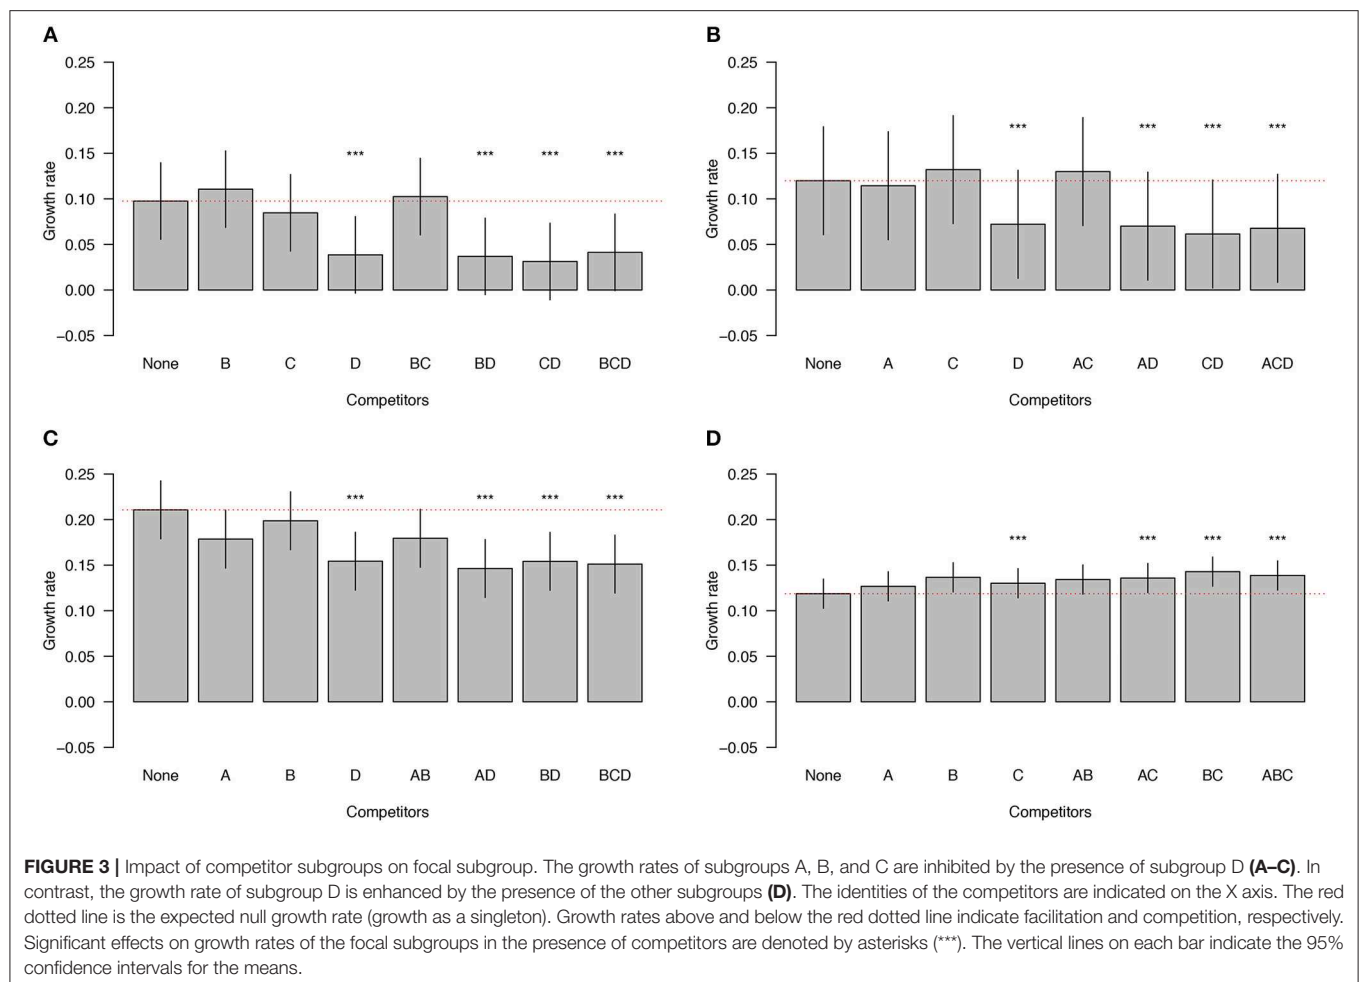 A
0.25
0.20
0.15
0.10
0.05
0.00
−0.05
Growth rate
*** *** *** ***
None B C D BC BD CD BCD
Competitors
B
0.25
0.20
0.15
0.10
0.05
0.00
−0.05
Growth rate
*** *** *** ***
None A C D AC AD CD ACD
Competitors
C
0.25
0.20
0.15
0.10
0.05
0.00
−0.05
Growth rate
*** *** *** ***
None A B D AB AD BD BCD
Competitors
D
0.25
0.20
0.15
0.10
0.05
0.00
−0.05
Growth rate
*** *** *** ***
None A B C AB AC BC ABC
Competitors
FIGURE 3 | Impact of competitor subgroups on focal subgroup. The growth rates of subgroups A, B, and C are inhibited by the presence of subgroup D (A–C). In
contrast, the growth rate of subgroup D is enhanced by the presence of the other subgroups (D). The identities of the competitors are indicated on the X axis. The red
dotted line is the expected null growth rate (growth as a singleton). Growth rates above and below the red dotted line indicate facilitation and competition, respectively.
Significant effects on growth rates of the focal subgroups in the presence of competitors are denoted by asterisks (***). The vertical lines on each bar indicate the 95%
confidence intervals for the means.